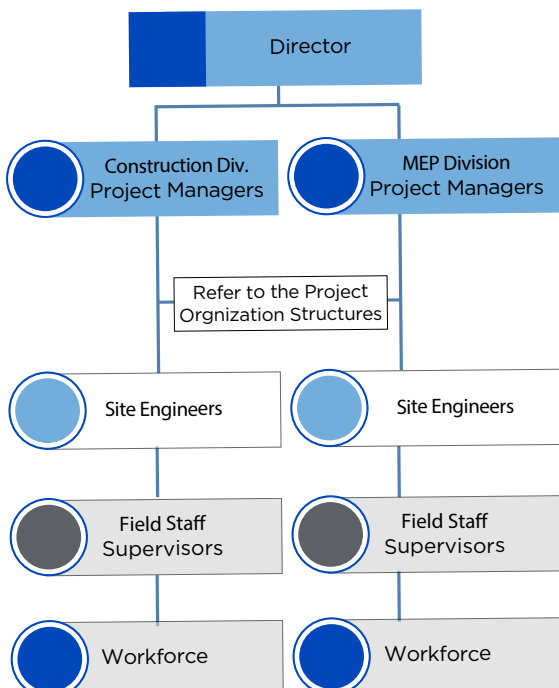 Director
Construction Div.
Project Managers
MEP Division
Project Managers
Refer to the Project
Orgnization Structures
Site Engineers
Site Engineers
Field Staff
Supervisors
Field Staff
Supervisors
Workforce
Workforce